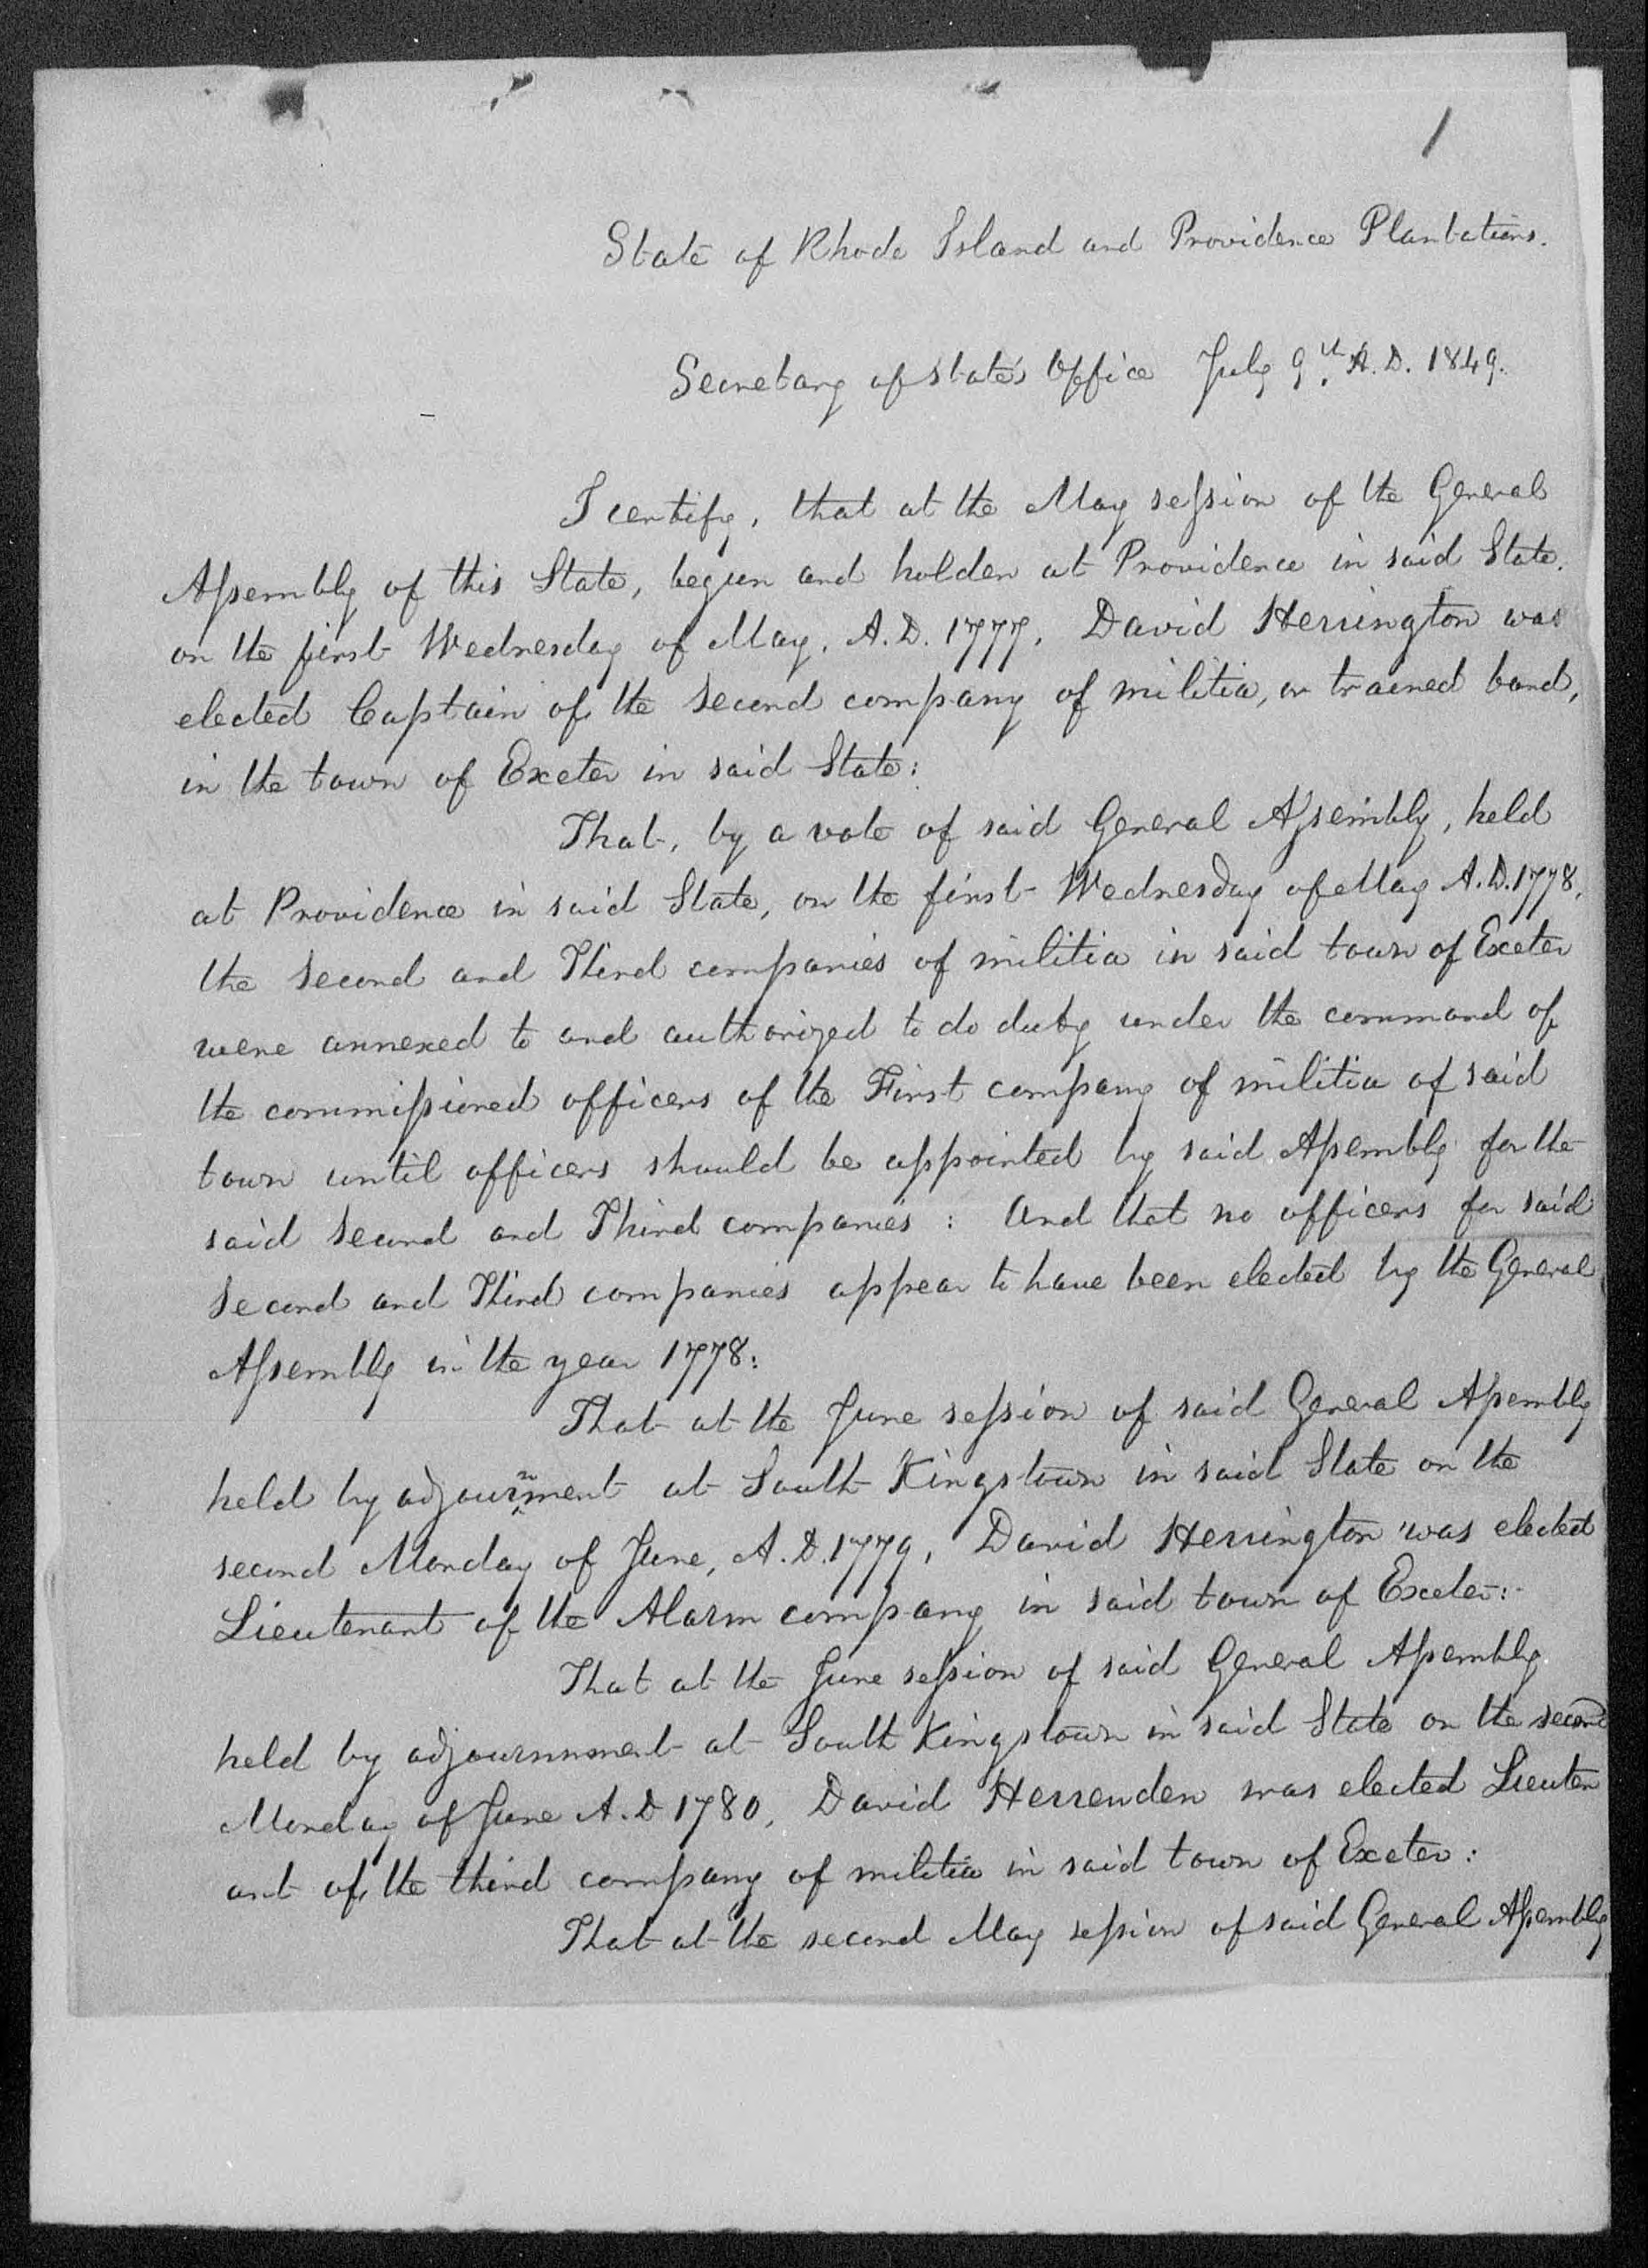 1
State of Rhode Island and Providence Plantations.
Secretary of State's Office July 9th. A.D. 1849.
I certify, that at the May session of the General
Assembly of this State, begun and holden at Providence in said State.
on the first Wednesday of May, A.D. 1777, David Herrington was
elected Captain of the second company of militia, or trained band,
in the town of Exeter in said State:
That, by a vote of said General Assembly, held
at Providence in said State, on the first Wednesday of May A.D. 1778,
the second and Third companies of militia in said town of Exeter
were annexed to and authorized to do duty under the command of
the commissioned officers of the First company of militia of said
town until officers should be appointed by said Assembly for the
said second and Third companies: And that no officers for said
second and Third companies appear to have been elected by the General
Assembly in the year 1778:
That at the June session of said General Assembly
held by adjournment at South Kingstown in said State on the
second Monday of June, A.D. 1779, David Herrington was elected
Lieutenant of the Alarm company in said town of Exeter:
That at the June session of said General Assembly
held by adjournment at South Kingstown in said State on the second
Monday of June A.D 1780, David Herrenden was elected Lieuten
ant of the third company of militia in said town of Exeter:
That at the second May session of said General Assembly